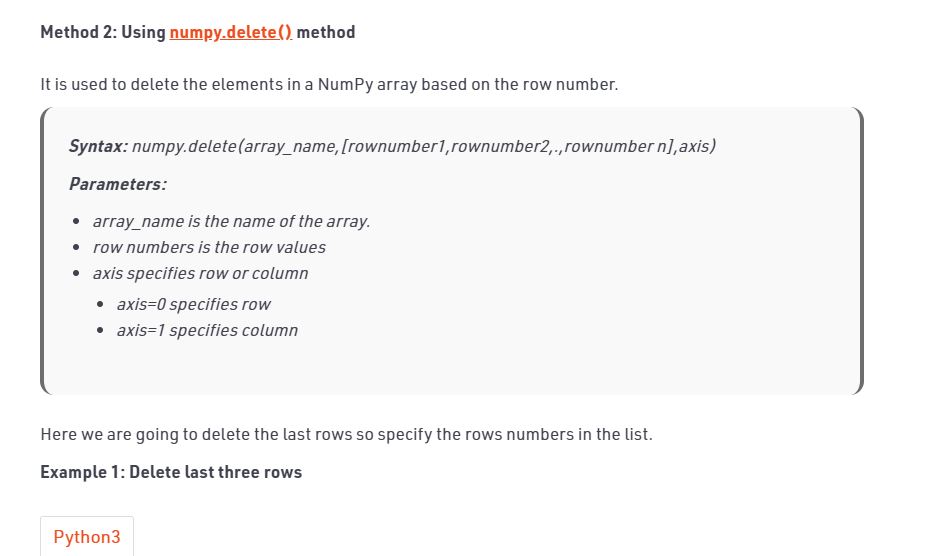 Method 2: Using numpy.delete() method
It is used to delete the elements in a NumPy array based on the row number.
Syntax: numpy.delete(array_name,[rownumber1,rownumber2,.,rownumber n],axis)
Parameters:
array_name is the name of the array.
row numbers is the row values
axis specifies row or column
axis=0 specifies row
axis=1 specifies column
Here we are going to delete the last rows so specify the rows numbers in the list.
Example 1: Delete last three rows
Python3